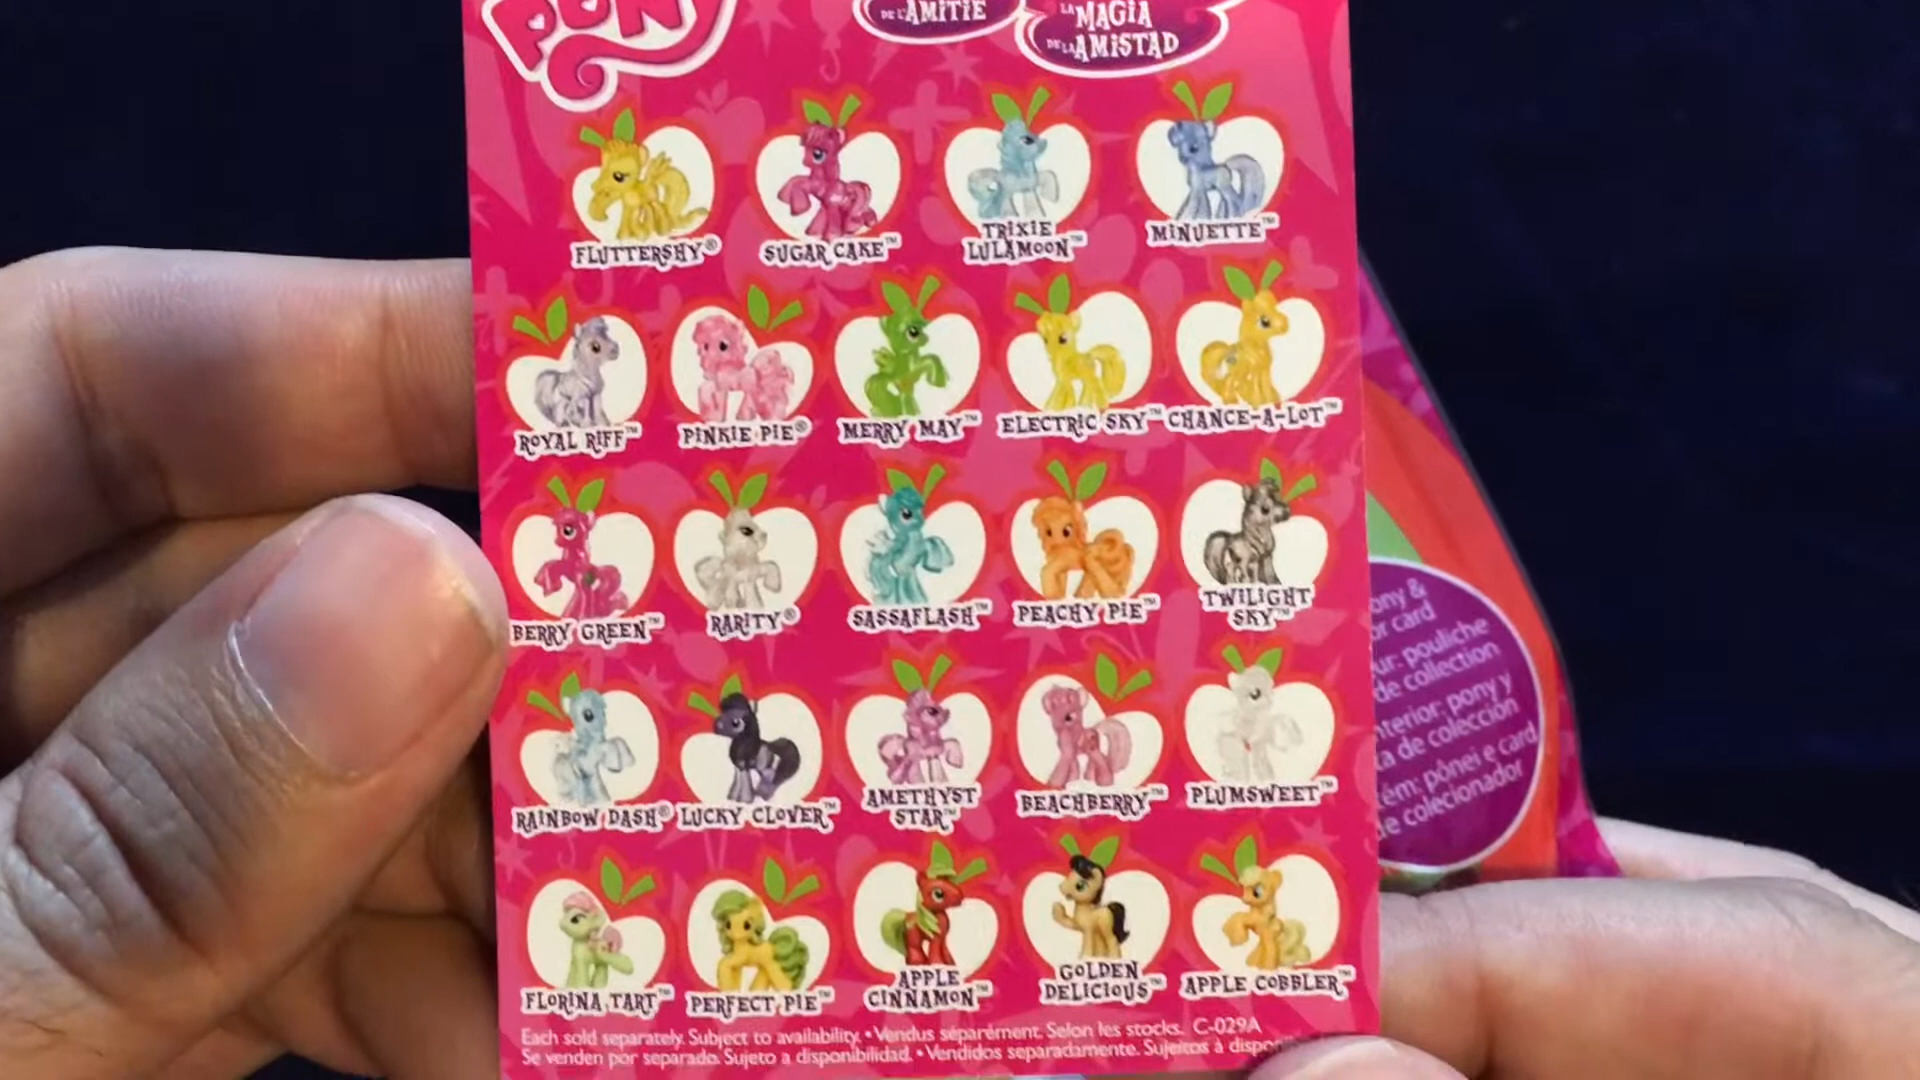 PONY
DE L'AMITIÉ
LA MAGIA
DE LA AMISTAD
FLUTTERSHY®
SUGAR CAKE™
TRIXIE
LULAMOON™
MINUETTE™
ROYAL RIFF™
PINKIE PIE®
MERRY MAY™
ELECTRIC SKY™
CHANCE-A-LOT™
BERRY GREEN™
RARITY®
SASSAFLASH™
PEACHY PIE™
TWILIGHT
SKY™
RAINBOW DASH®
LUCKY CLOVER™
AMETHYST
STAR™
BEACHBERRY™
PLUMSWEET™
FLORINA TART™
PERFECT PIE™
APPLE
CINNAMON™
GOLDEN
DELICIOUS™
APPLE COBBLER™
Each sold separately. Subject to availability. • Vendus séparément. Selon les stocks. C-029A
Se venden por separado. Sujeto a disponibilidad. • Vendidos separadamente. Sujeitos à
pony &
card
pouliche
de collection
pony y
de colección
pônei e card
colecionador